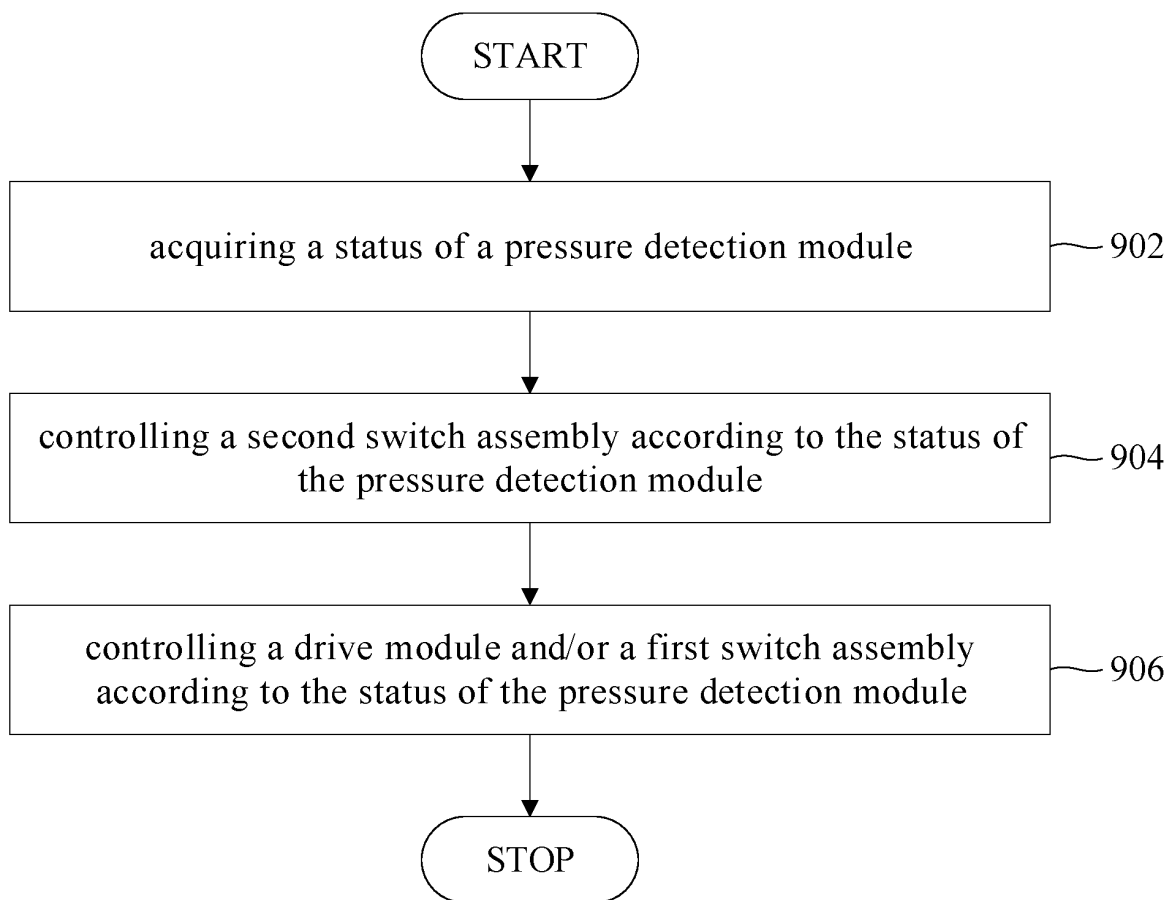 START
acquiring a status of a pressure detection module
902
controlling a second switch assembly according to the status of
the pressure detection module
904
controlling a drive module and/or a first switch assembly
according to the status of the pressure detection module
906
STOP